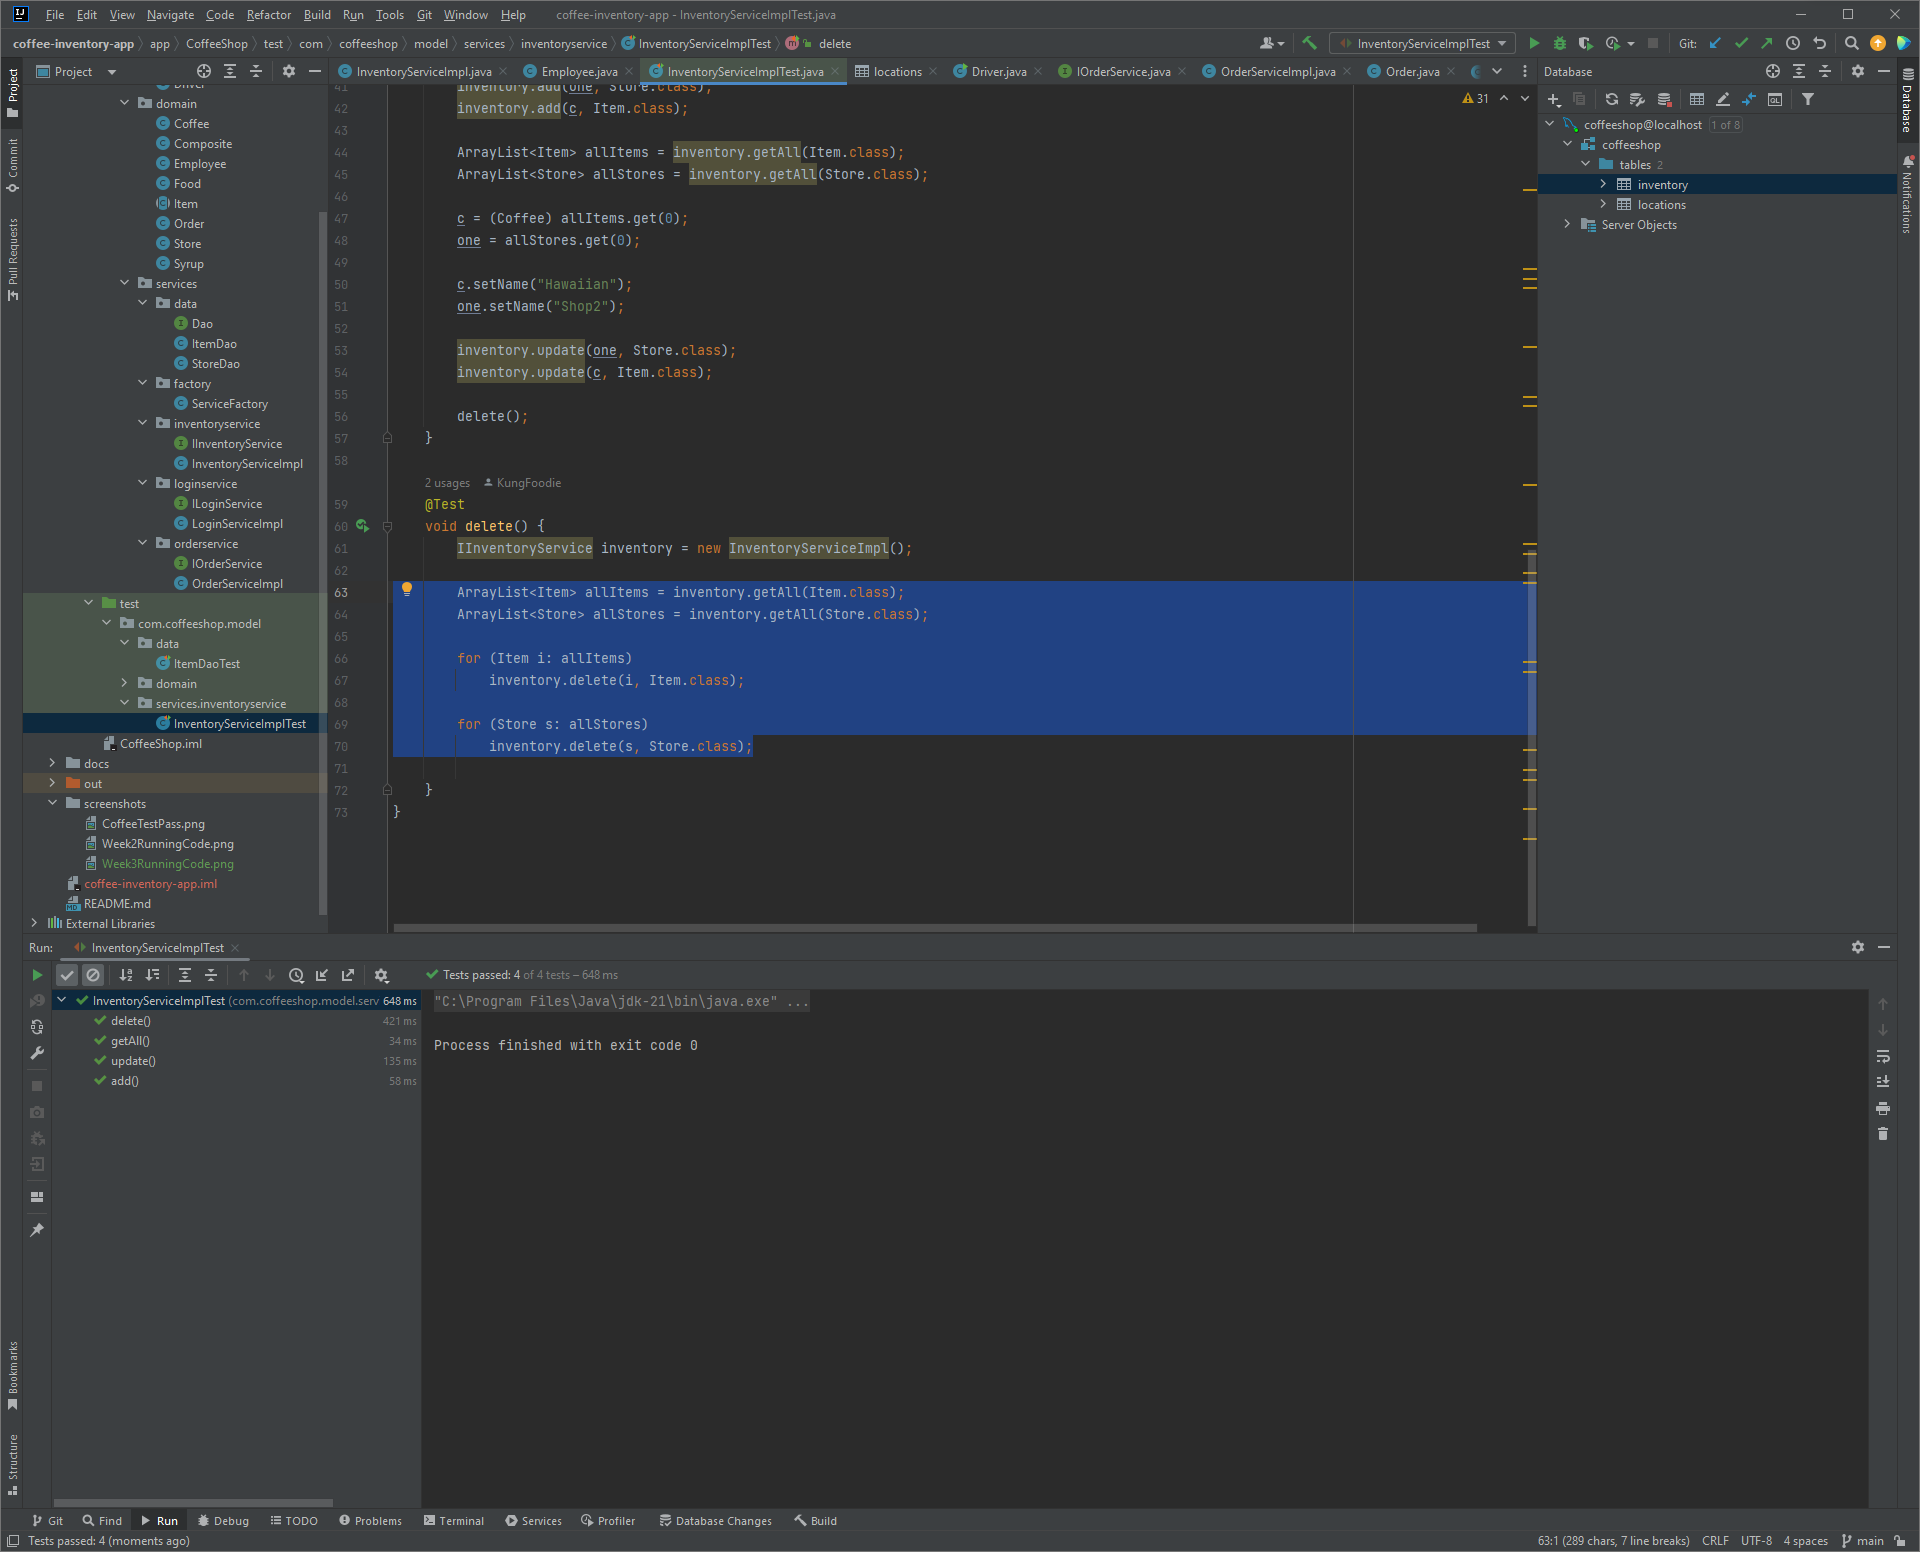 File Edit View Navigate Code Refactor Build Run Tools Git Window Help coffee-inventory-app - InventoryServiceImplTest.java
coffee-inventory-app app CoffeeShop test com coffeeshop model services inventoryservice InventoryServiceImplTest delete InventoryServiceImplTest Git:
Project
InventoryServiceImpl.java Employee.java InventoryServiceImplTest.java locations Driver.java IOrderService.java OrderServiceImpl.java Order.java
Database
Project
Commit
Pull Requests
Bookmarks
Structure
Driver
domain
Coffee
Composite
Employee
Food
Item
Order
Store
Syrup
services
data
Dao
ItemDao
StoreDao
factory
ServiceFactory
inventoryservice
IInventoryService
InventoryServiceImpl
loginservice
ILoginService
LoginServiceImpl
orderservice
IOrderService
OrderServiceImpl
test
com.coffeeshop.model
data
ItemDaoTest
domain
services.inventoryservice
InventoryServiceImplTest
CoffeeShop.iml
docs
out
screenshots
CoffeeTestPass.png
Week2RunningCode.png
Week3RunningCode.png
coffee-inventory-app.iml
README.md
External Libraries
41 inventory.add(one, Store.class);
42 inventory.add(c, Item.class);
43
44 ArrayList<Item> allItems = inventory.getAll(Item.class);
45 ArrayList<Store> allStores = inventory.getAll(Store.class);
46
47 c = (Coffee) allItems.get(0);
48 one = allStores.get(0);
49
50 c.setName("Hawaiian");
51 one.setName("Shop2");
52
53 inventory.update(one, Store.class);
54 inventory.update(c, Item.class);
55
56 delete();
57 }
58
2 usages KungFoodie
59 @Test
60 void delete() {
61 IInventoryService inventory = new InventoryServiceImpl();
62
63 ArrayList<Item> allItems = inventory.getAll(Item.class);
64 ArrayList<Store> allStores = inventory.getAll(Store.class);
65
66 for (Item i: allItems)
67 inventory.delete(i, Item.class);
68
69 for (Store s: allStores)
70 inventory.delete(s, Store.class);
71
72 }
73 }
31
coffeeshop@localhost 1 of 8
coffeeshop
tables 2
inventory
locations
Server Objects
Database
Notifications
Run: InventoryServiceImplTest
Tests passed: 4 of 4 tests – 648 ms
InventoryServiceImplTest (com.coffeeshop.model.serv 648 ms
delete() 421 ms
getAll() 34 ms
update() 135 ms
add() 58 ms
"C:\Program Files\Java\jdk-21\bin\java.exe" ...
Process finished with exit code 0
Git Find Run Debug TODO Problems Terminal Services Profiler Database Changes Build
Tests passed: 4 (moments ago) 63:1 (289 chars, 7 line breaks) CRLF UTF-8 4 spaces main